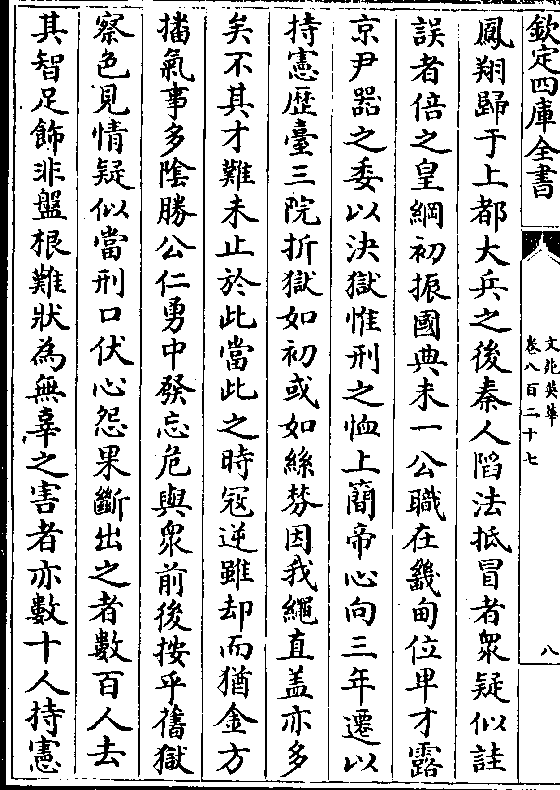 欽定四庫全書
文苑英華
卷八百二十七
八
鳳翔歸于上都大兵之後秦人陷法抵冒者衆疑似詿
誤者倍之皇綱初振國典未一公職在畿甸位卑才露
京尹器之委以決獄惟刑之恤上簡帝心向三年遷以
持憲歷臺三院折獄如初或如絲棼因我繩直盖亦多
矣不其才難未止於此當此之時冦逆雖却而猶金方
播氣事多隂勝公仁勇中發忘危與衆前後按乎舊獄
察色見情疑似當刑口伏心怨果斷出之者數百人去
其智足飾非盤根難狀為無辜之害者亦數十人持憲